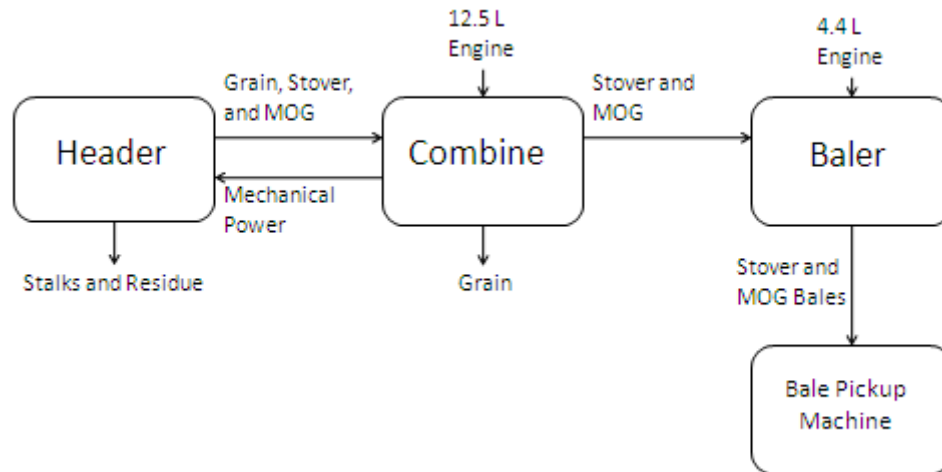 12.5 L
Engine
4.4 L
Engine
Grain, Stover,
and MOG
Stover and
MOG
Header
Combine
Baler
Mechanical
Power
Stalks and Residue
Grain
Stover and
MOG Bales
Bale Pickup
Machine